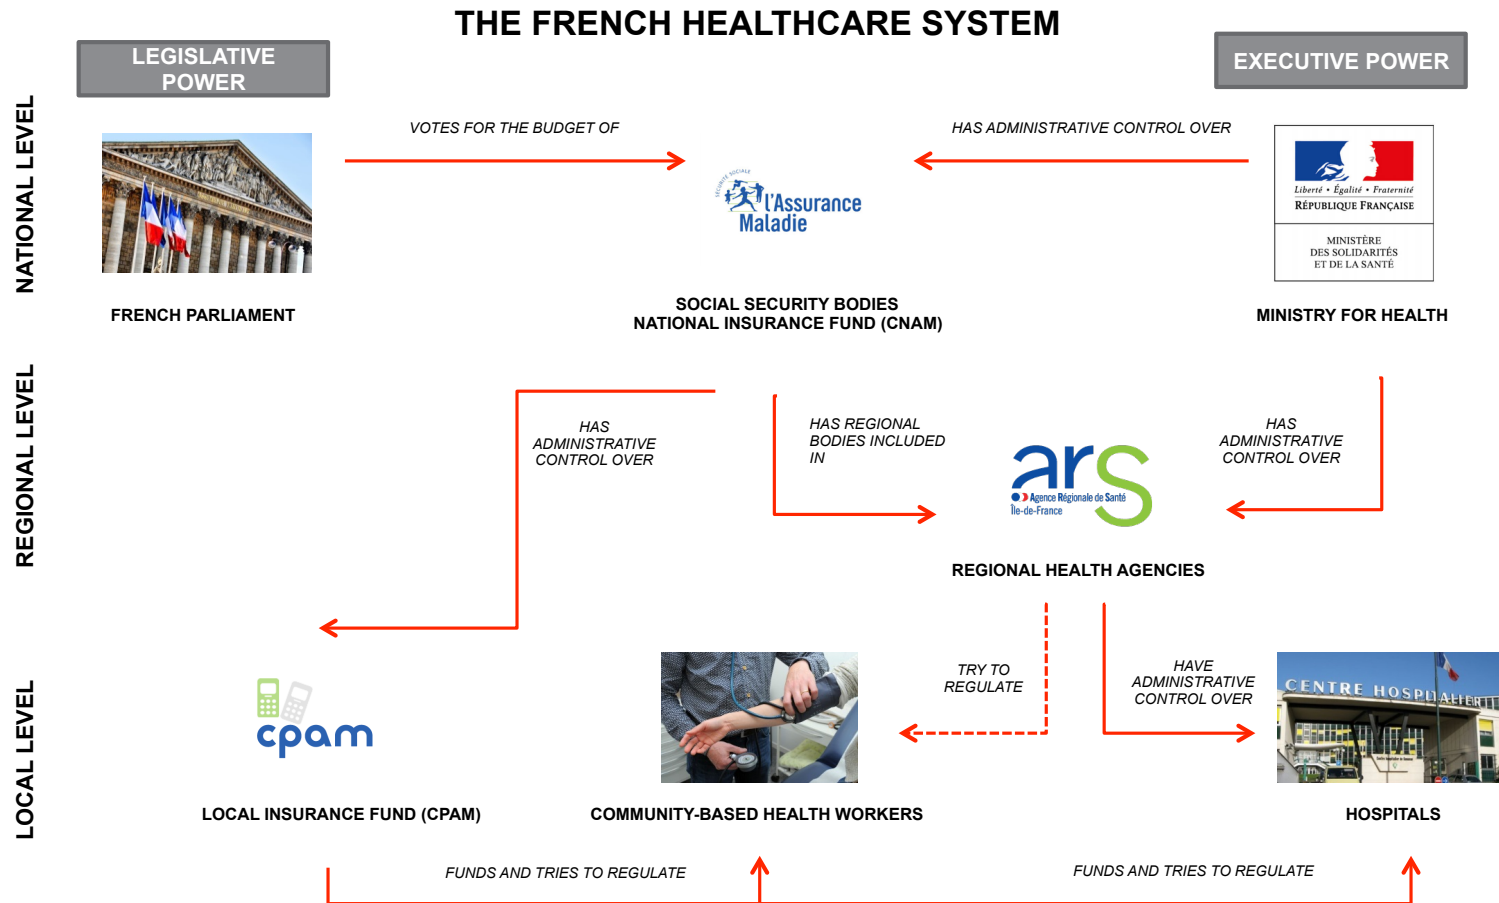 THE FRENCH HEALTHCARE SYSTEM
LEGISLATIVE
POWER
EXECUTIVE POWER
NATIONAL LEVEL
VOTES FOR THE BUDGET OF
HAS ADMINISTRATIVE CONTROL OVER
SÉCURITÉ SOCIALE
l'Assurance
Maladie
Liberté • Égalité • Fraternité
RÉPUBLIQUE FRANÇAISE
MINISTÈRE
DES SOLIDARITÉS
ET DE LA SANTÉ
FRENCH PARLIAMENT
SOCIAL SECURITY BODIES
NATIONAL INSURANCE FUND (CNAM)
MINISTRY FOR HEALTH
REGIONAL LEVEL
HAS
ADMINISTRATIVE
CONTROL OVER
HAS REGIONAL
BODIES INCLUDED
IN
ars
Agence Régionale de Santé
Île-de-France
HAS
ADMINISTRATIVE
CONTROL OVER
REGIONAL HEALTH AGENCIES
LOCAL LEVEL
cpam
TRY TO
REGULATE
HAVE
ADMINISTRATIVE
CONTROL OVER
CENTRE HOSPITALIER
LOCAL INSURANCE FUND (CPAM)
COMMUNITY-BASED HEALTH WORKERS
HOSPITALS
FUNDS AND TRIES TO REGULATE
FUNDS AND TRIES TO REGULATE